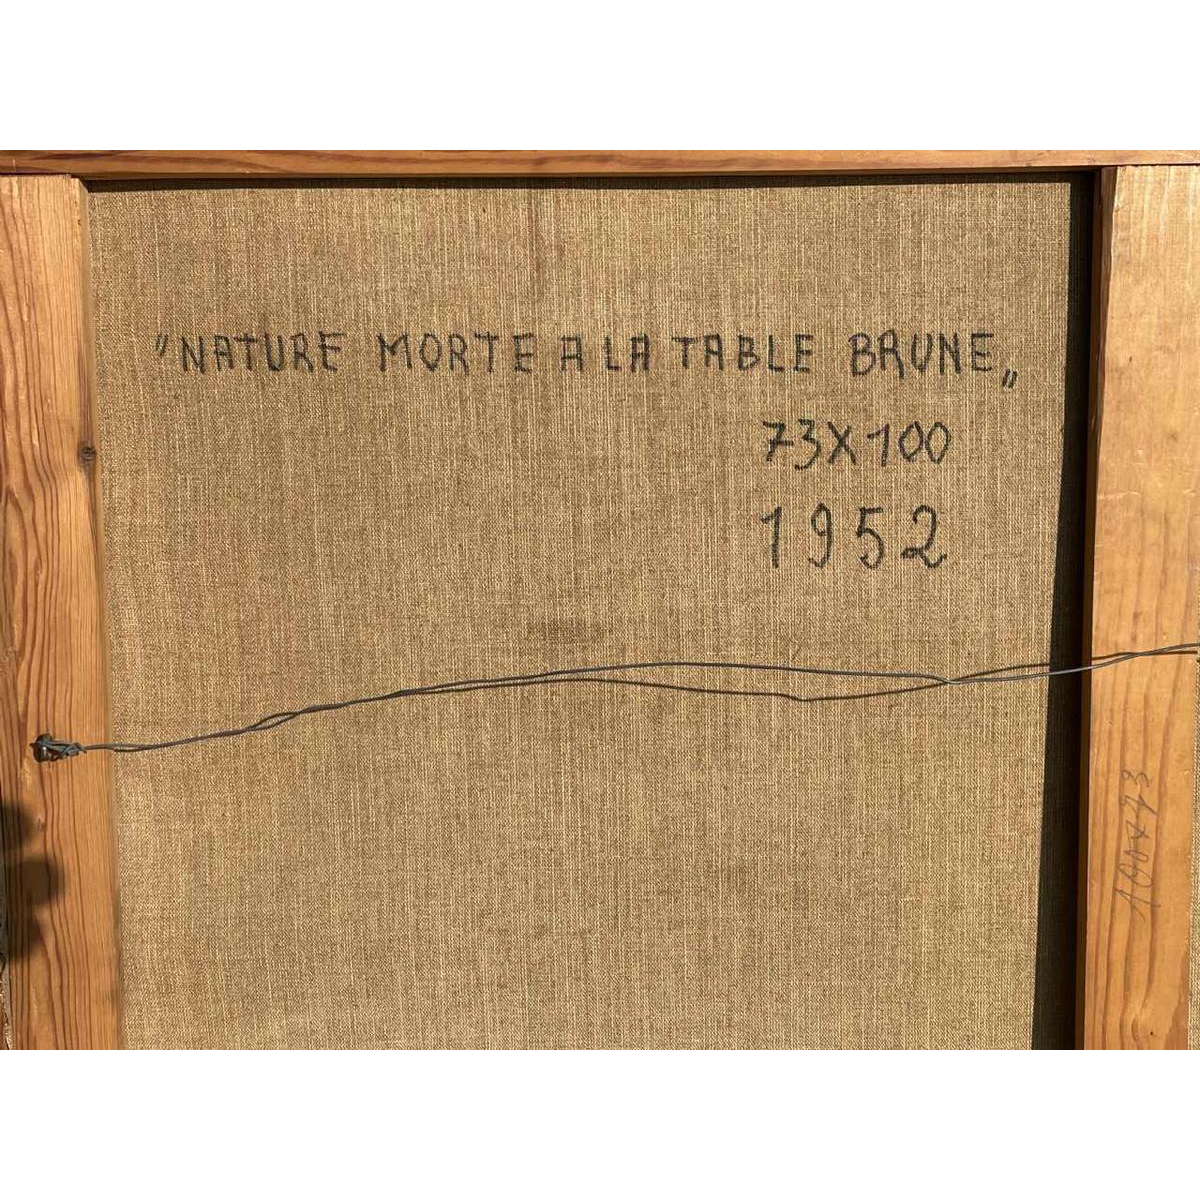 "NATURE MORTE A LA TABLE BRUNE„
73X100
1952
100x73